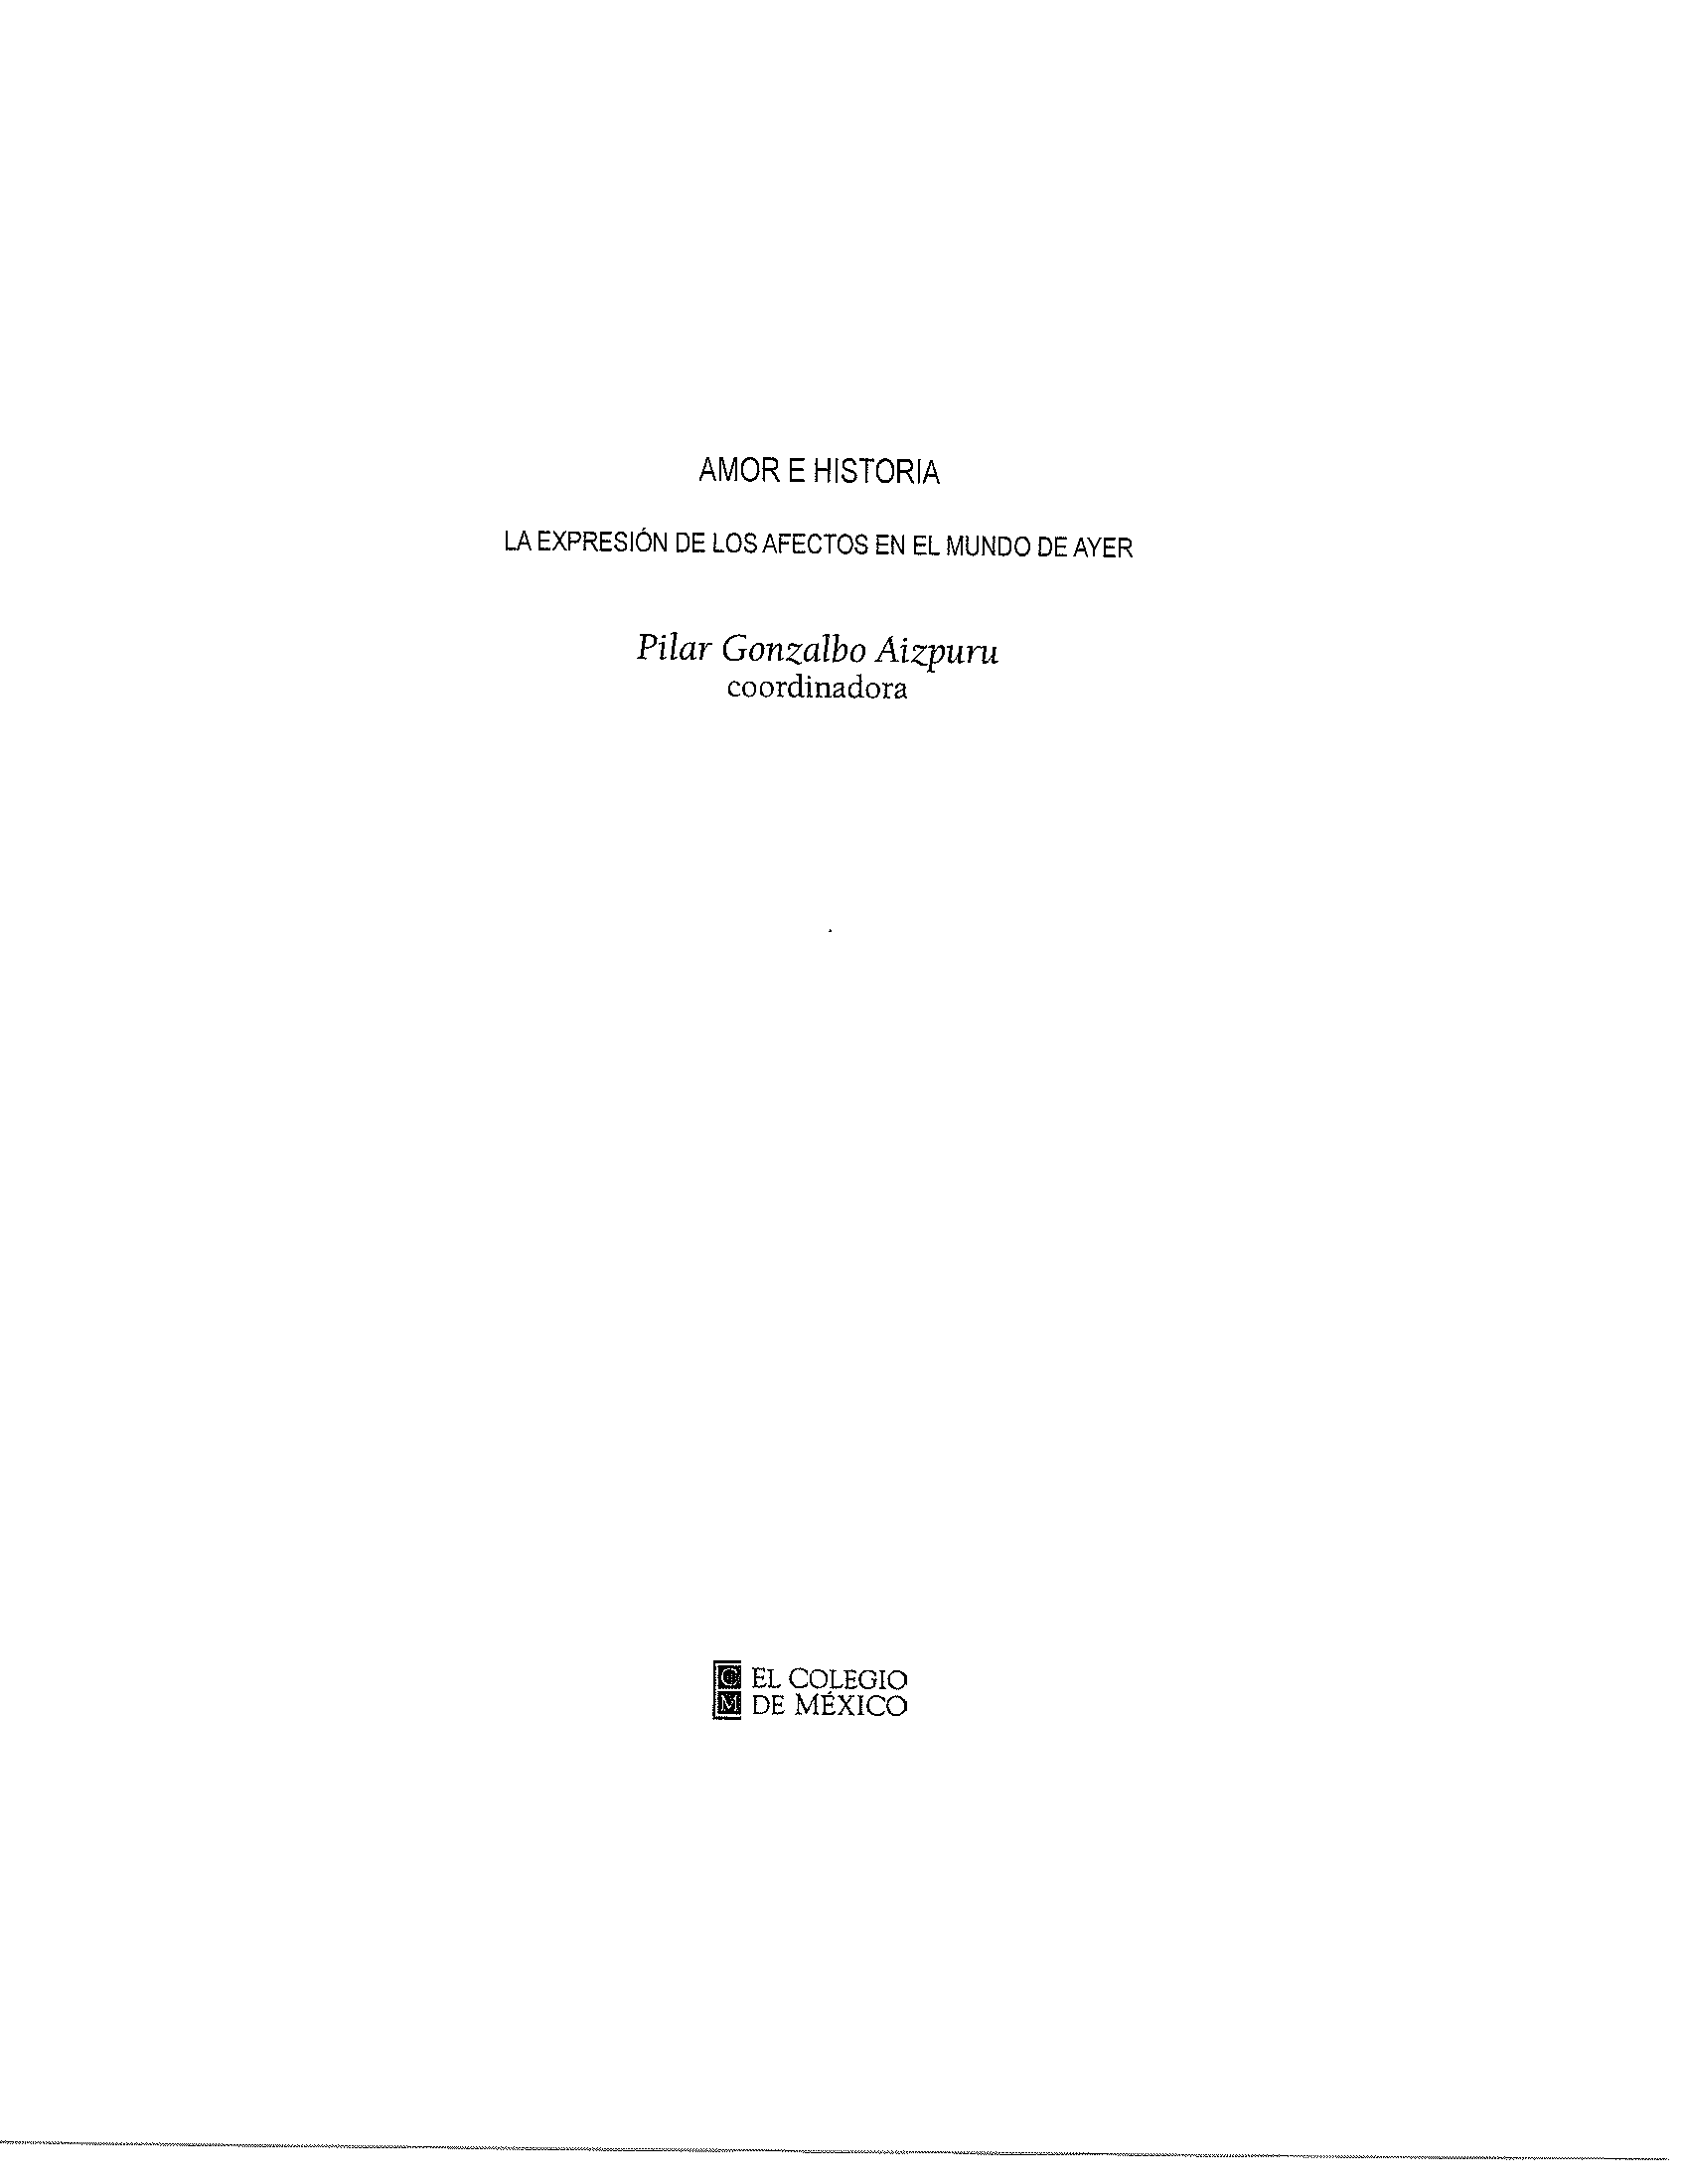 AMOR E HISTORIA
LA EXPRESIÓN DE LOS AFECTOS EN EL MUNDO DE AYER
Pilar Gonzalbo Aizpuru
coordinadora
C EL COLEGIO
M DE MÉXICO